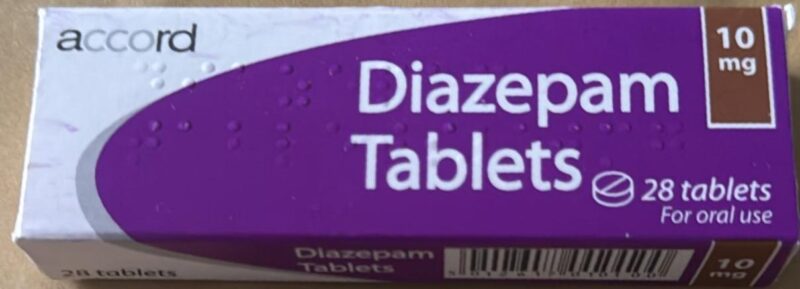 accord
10
mg
Diazepam
Tablets
28 tablets
For oral use
28 tablets
Diazepam
Tablets
10
mg